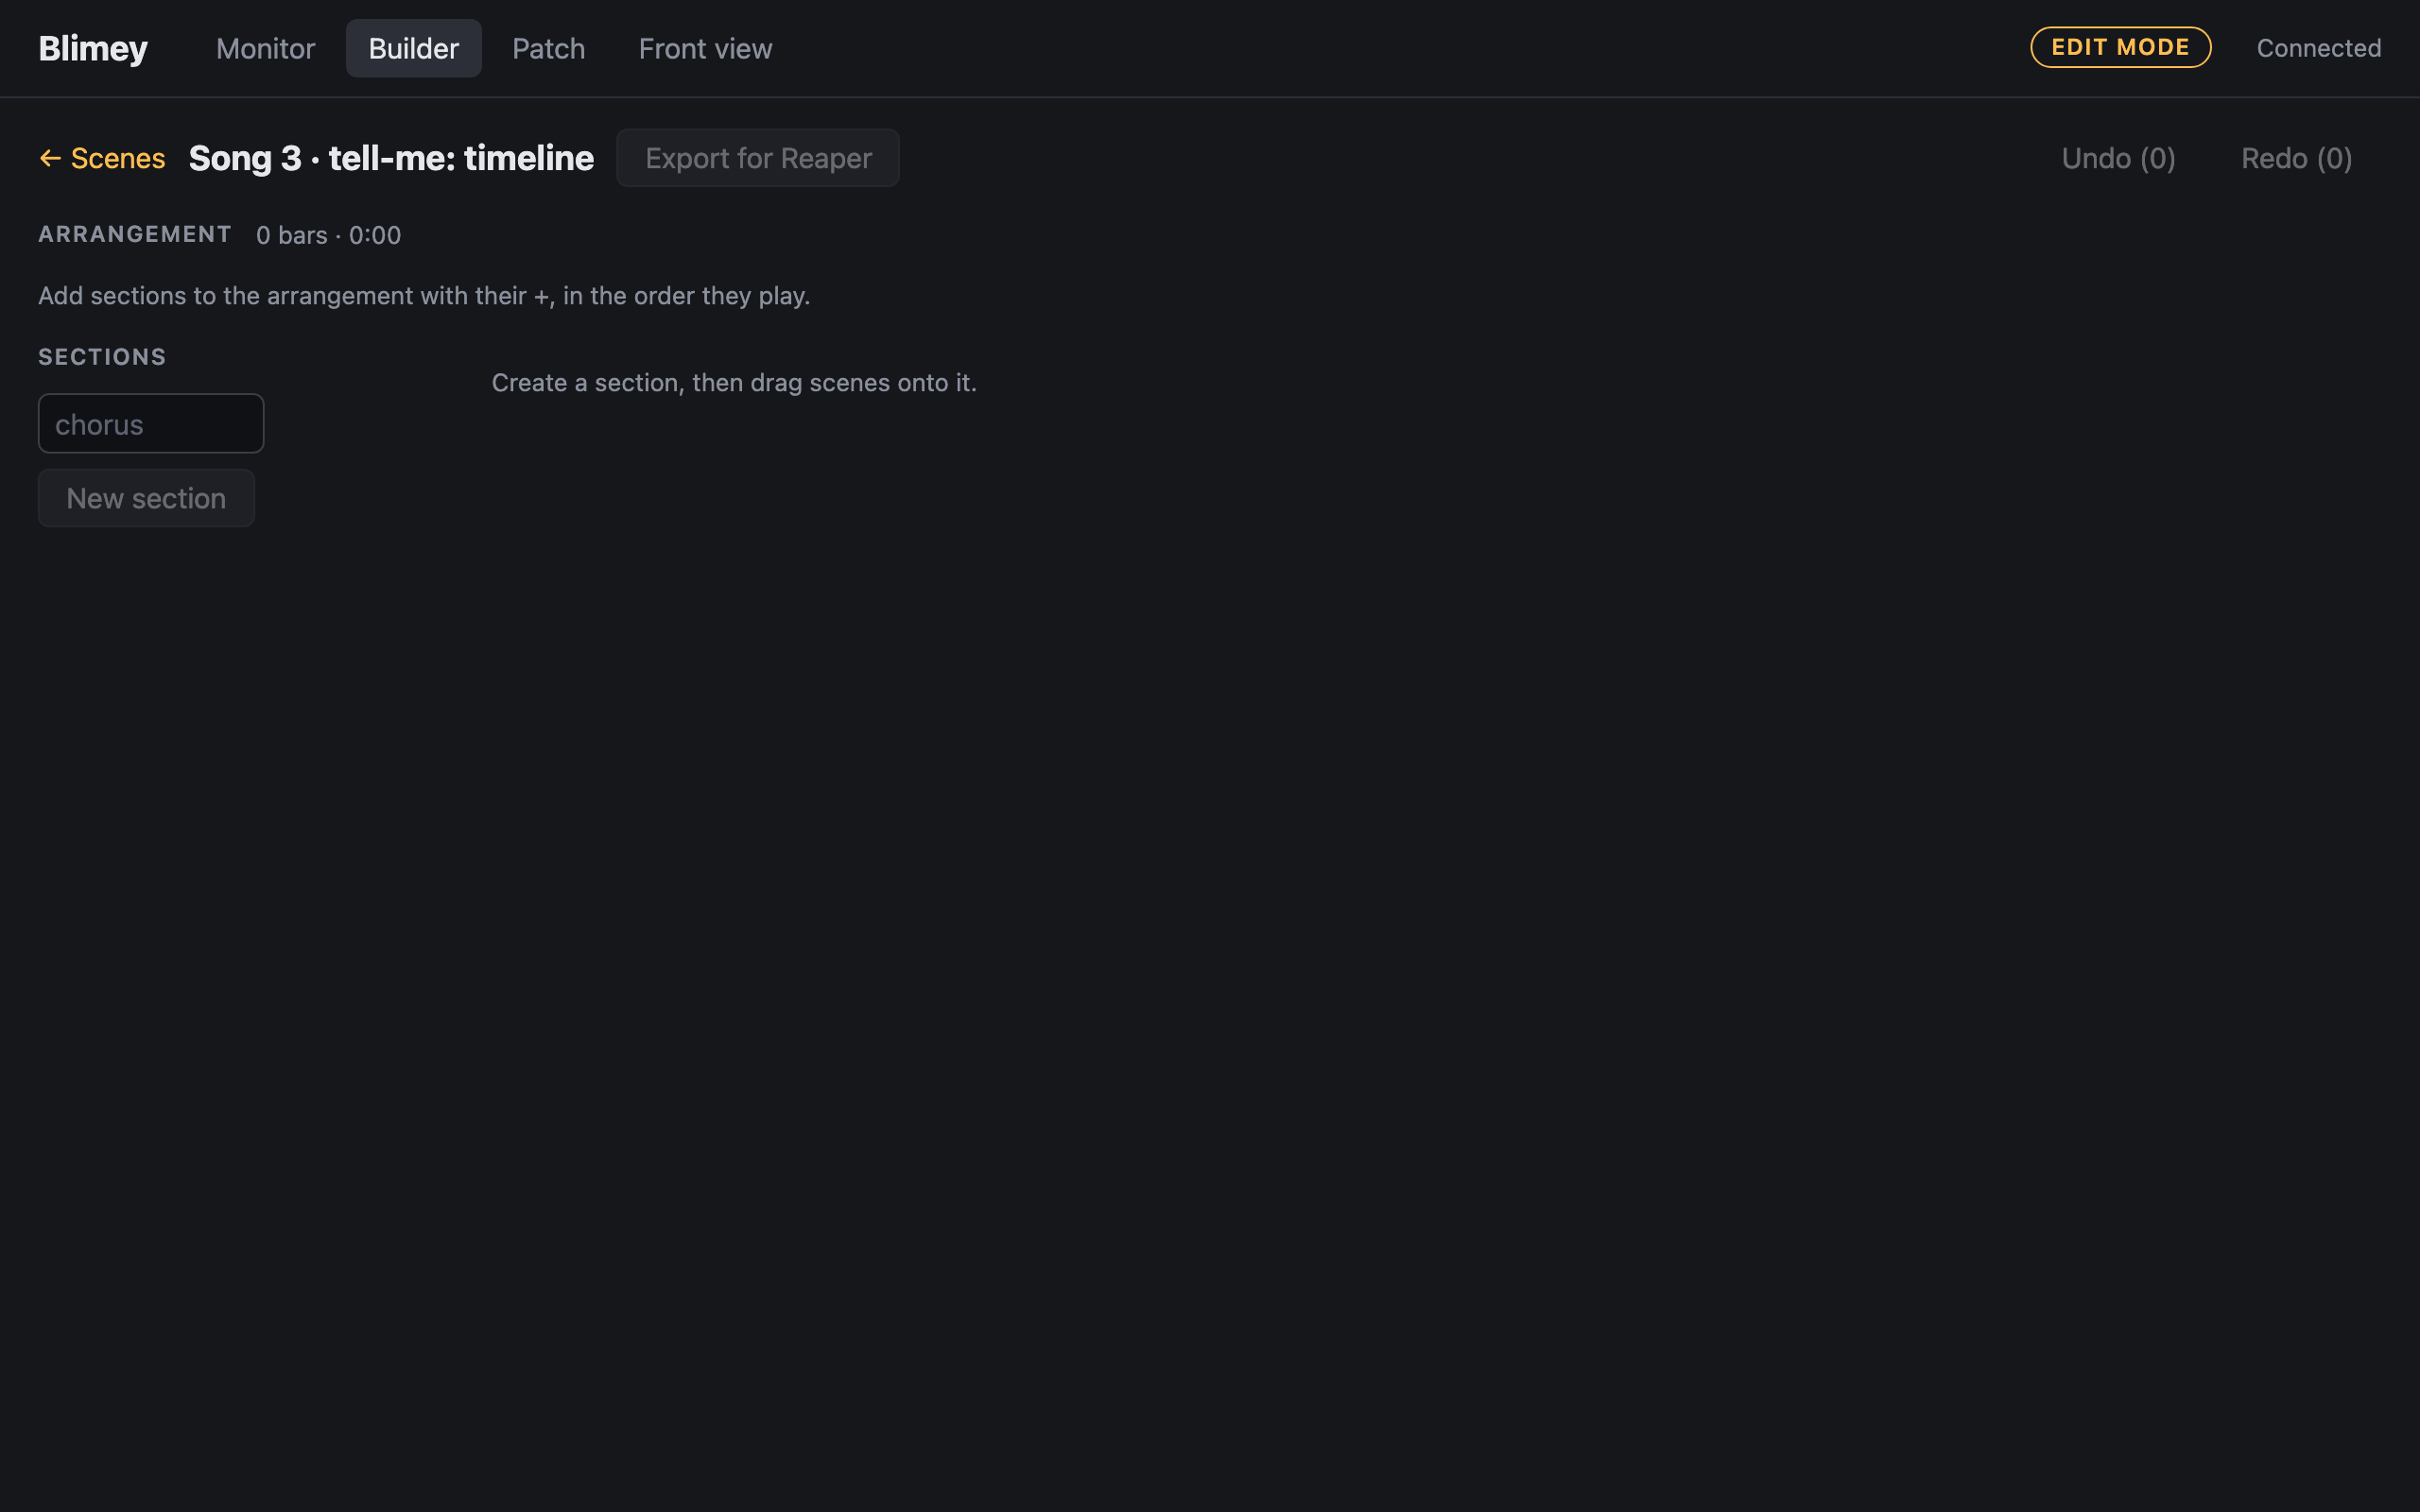 Blimey Monitor Builder Patch Front view EDIT MODE Connected
← Scenes Song 3 · tell-me: timeline Export for Reaper Undo (0) Redo (0)
ARRANGEMENT 0 bars · 0:00
Add sections to the arrangement with their +, in the order they play.
SECTIONS
Create a section, then drag scenes onto it.
chorus
New section